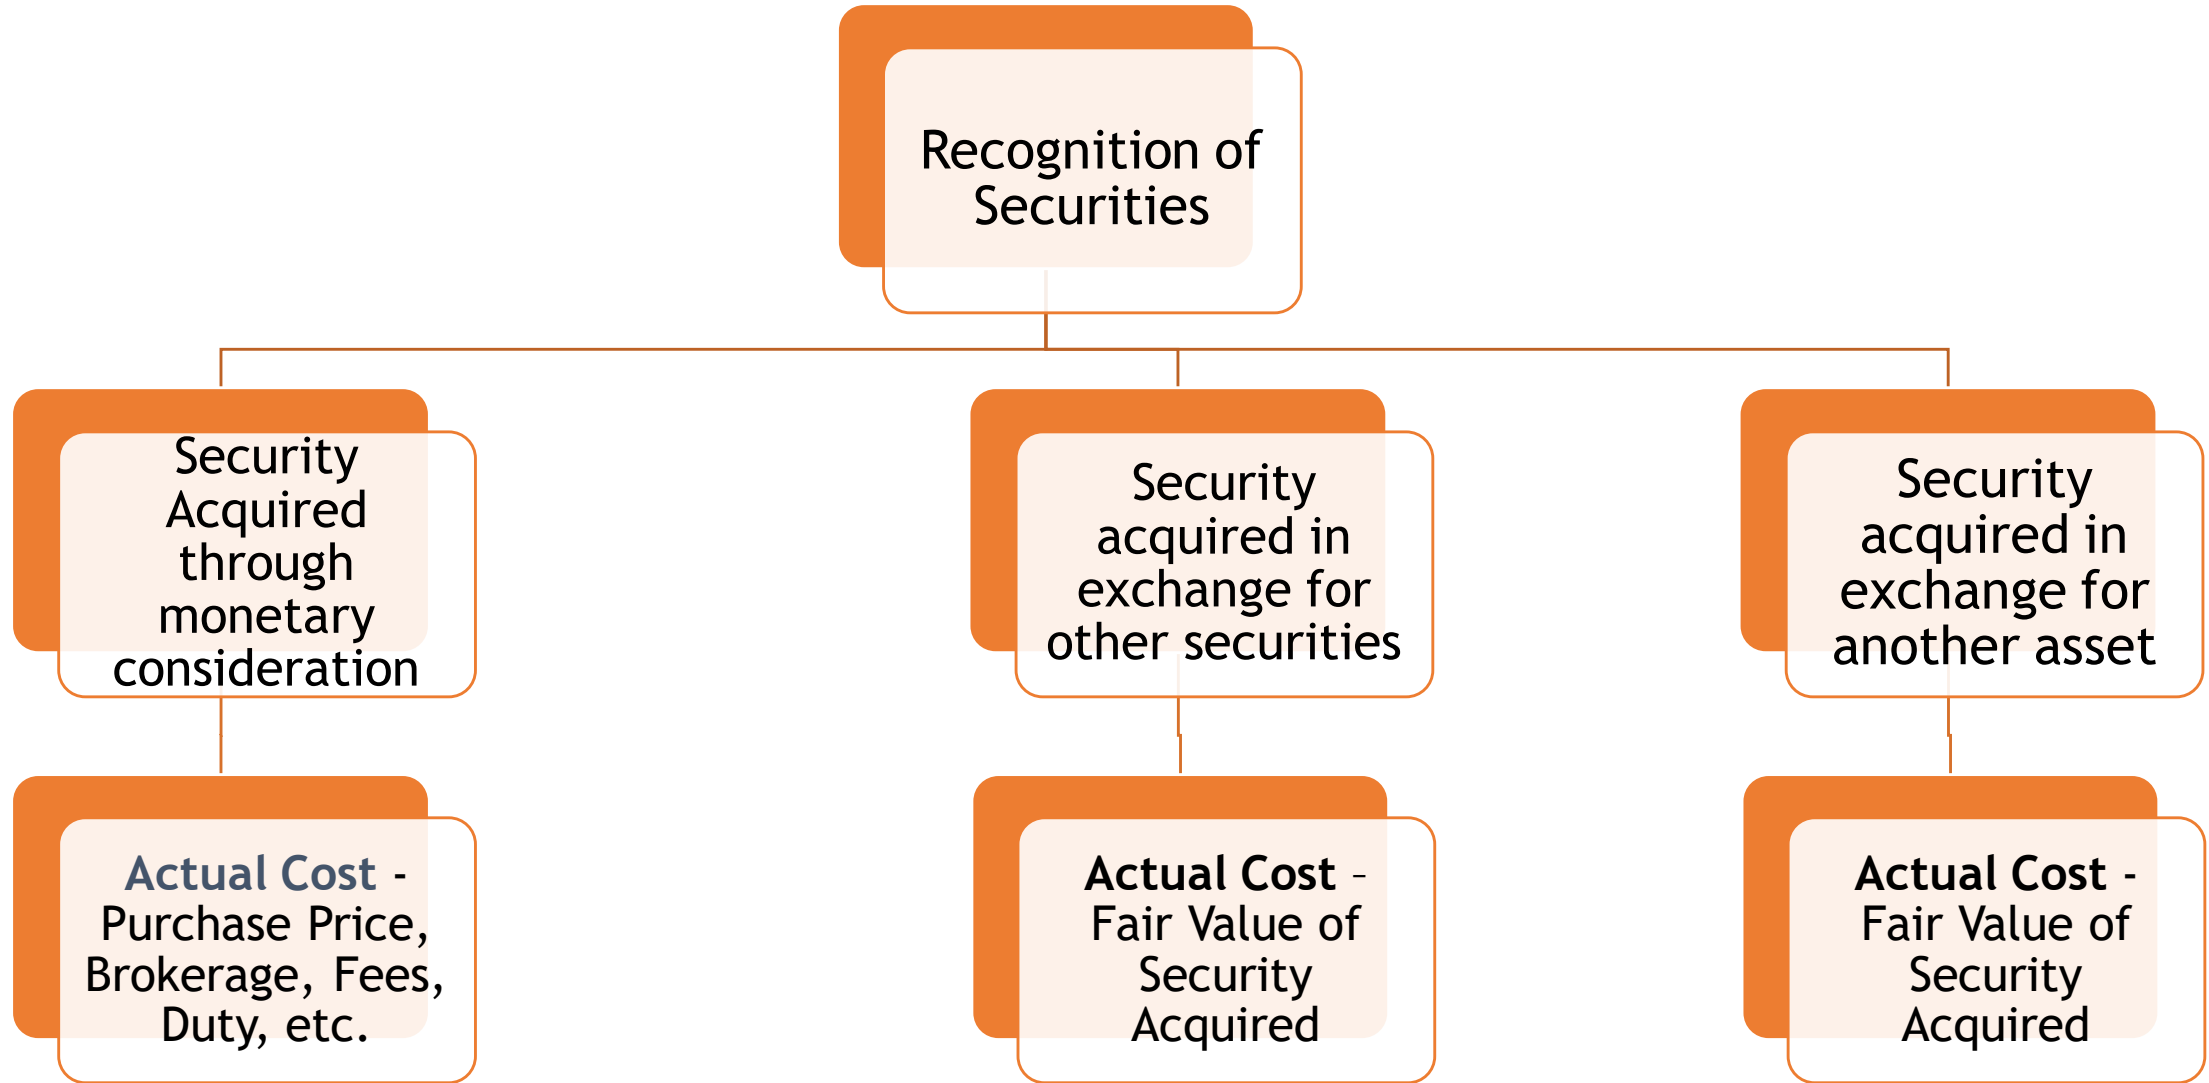 Recognition of
Securities
Security
Acquired
through
monetary
consideration
Security
acquired in
exchange for
other securities
Security
acquired in
exchange for
another asset
Actual Cost -
Purchase Price,
Brokerage, Fees,
Duty, etc.
Actual Cost –
Fair Value of
Security
Acquired
Actual Cost -
Fair Value of
Security
Acquired